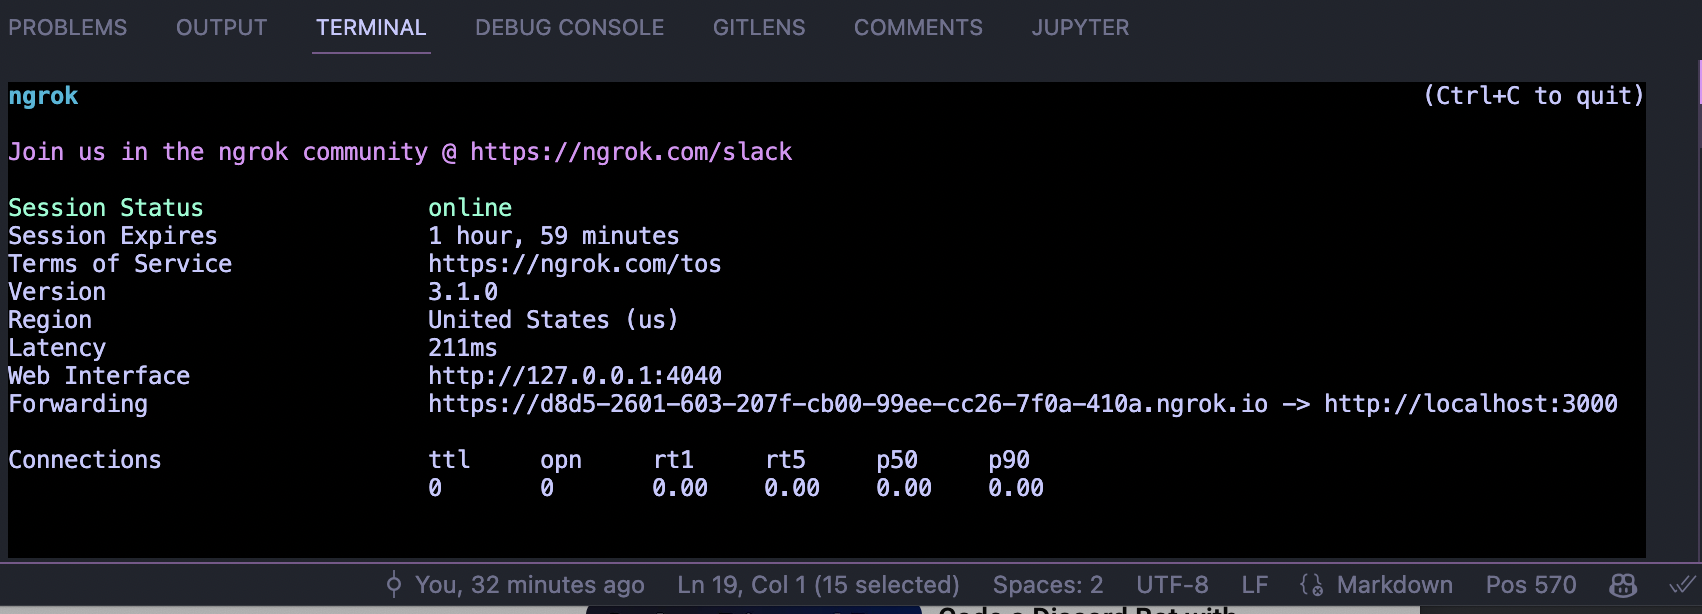 PROBLEMS OUTPUT TERMINAL DEBUG CONSOLE GITLENS COMMENTS JUPYTER
ngrok (Ctrl+C to quit)
Join us in the ngrok community @ https://ngrok.com/slack
Session Status online
Session Expires 1 hour, 59 minutes
Terms of Service https://ngrok.com/tos
Version 3.1.0
Region United States (us)
Latency 211ms
Web Interface http://127.0.0.1:4040
Forwarding https://d8d5-2601-603-207f-cb00-99ee-cc26-7f0a-410a.ngrok.io -> http://localhost:3000
Connections ttl opn rt1 rt5 p50 p90
0 0 0.00 0.00 0.00 0.00
You, 32 minutes ago Ln 19, Col 1 (15 selected) Spaces: 2 UTF-8 LF Markdown Pos 570
Code a Discord Bot with